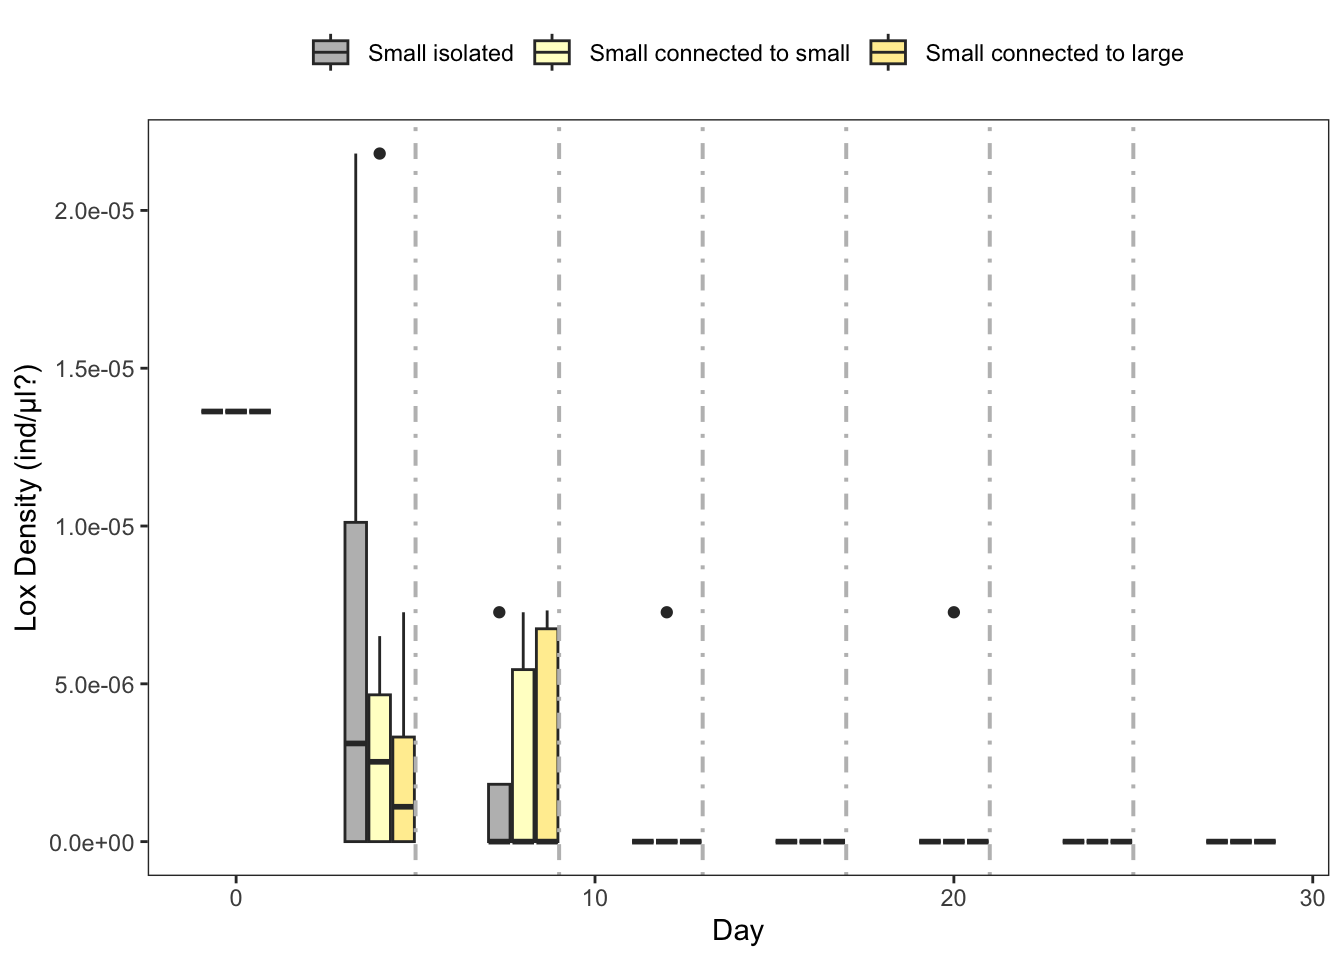 Small isolated Small connected to small Small connected to large
Lox Density (ind/µl?)
2.0e-05
1.5e-05
1.0e-05
5.0e-06
0.0e+00
0 10 20 30
Day